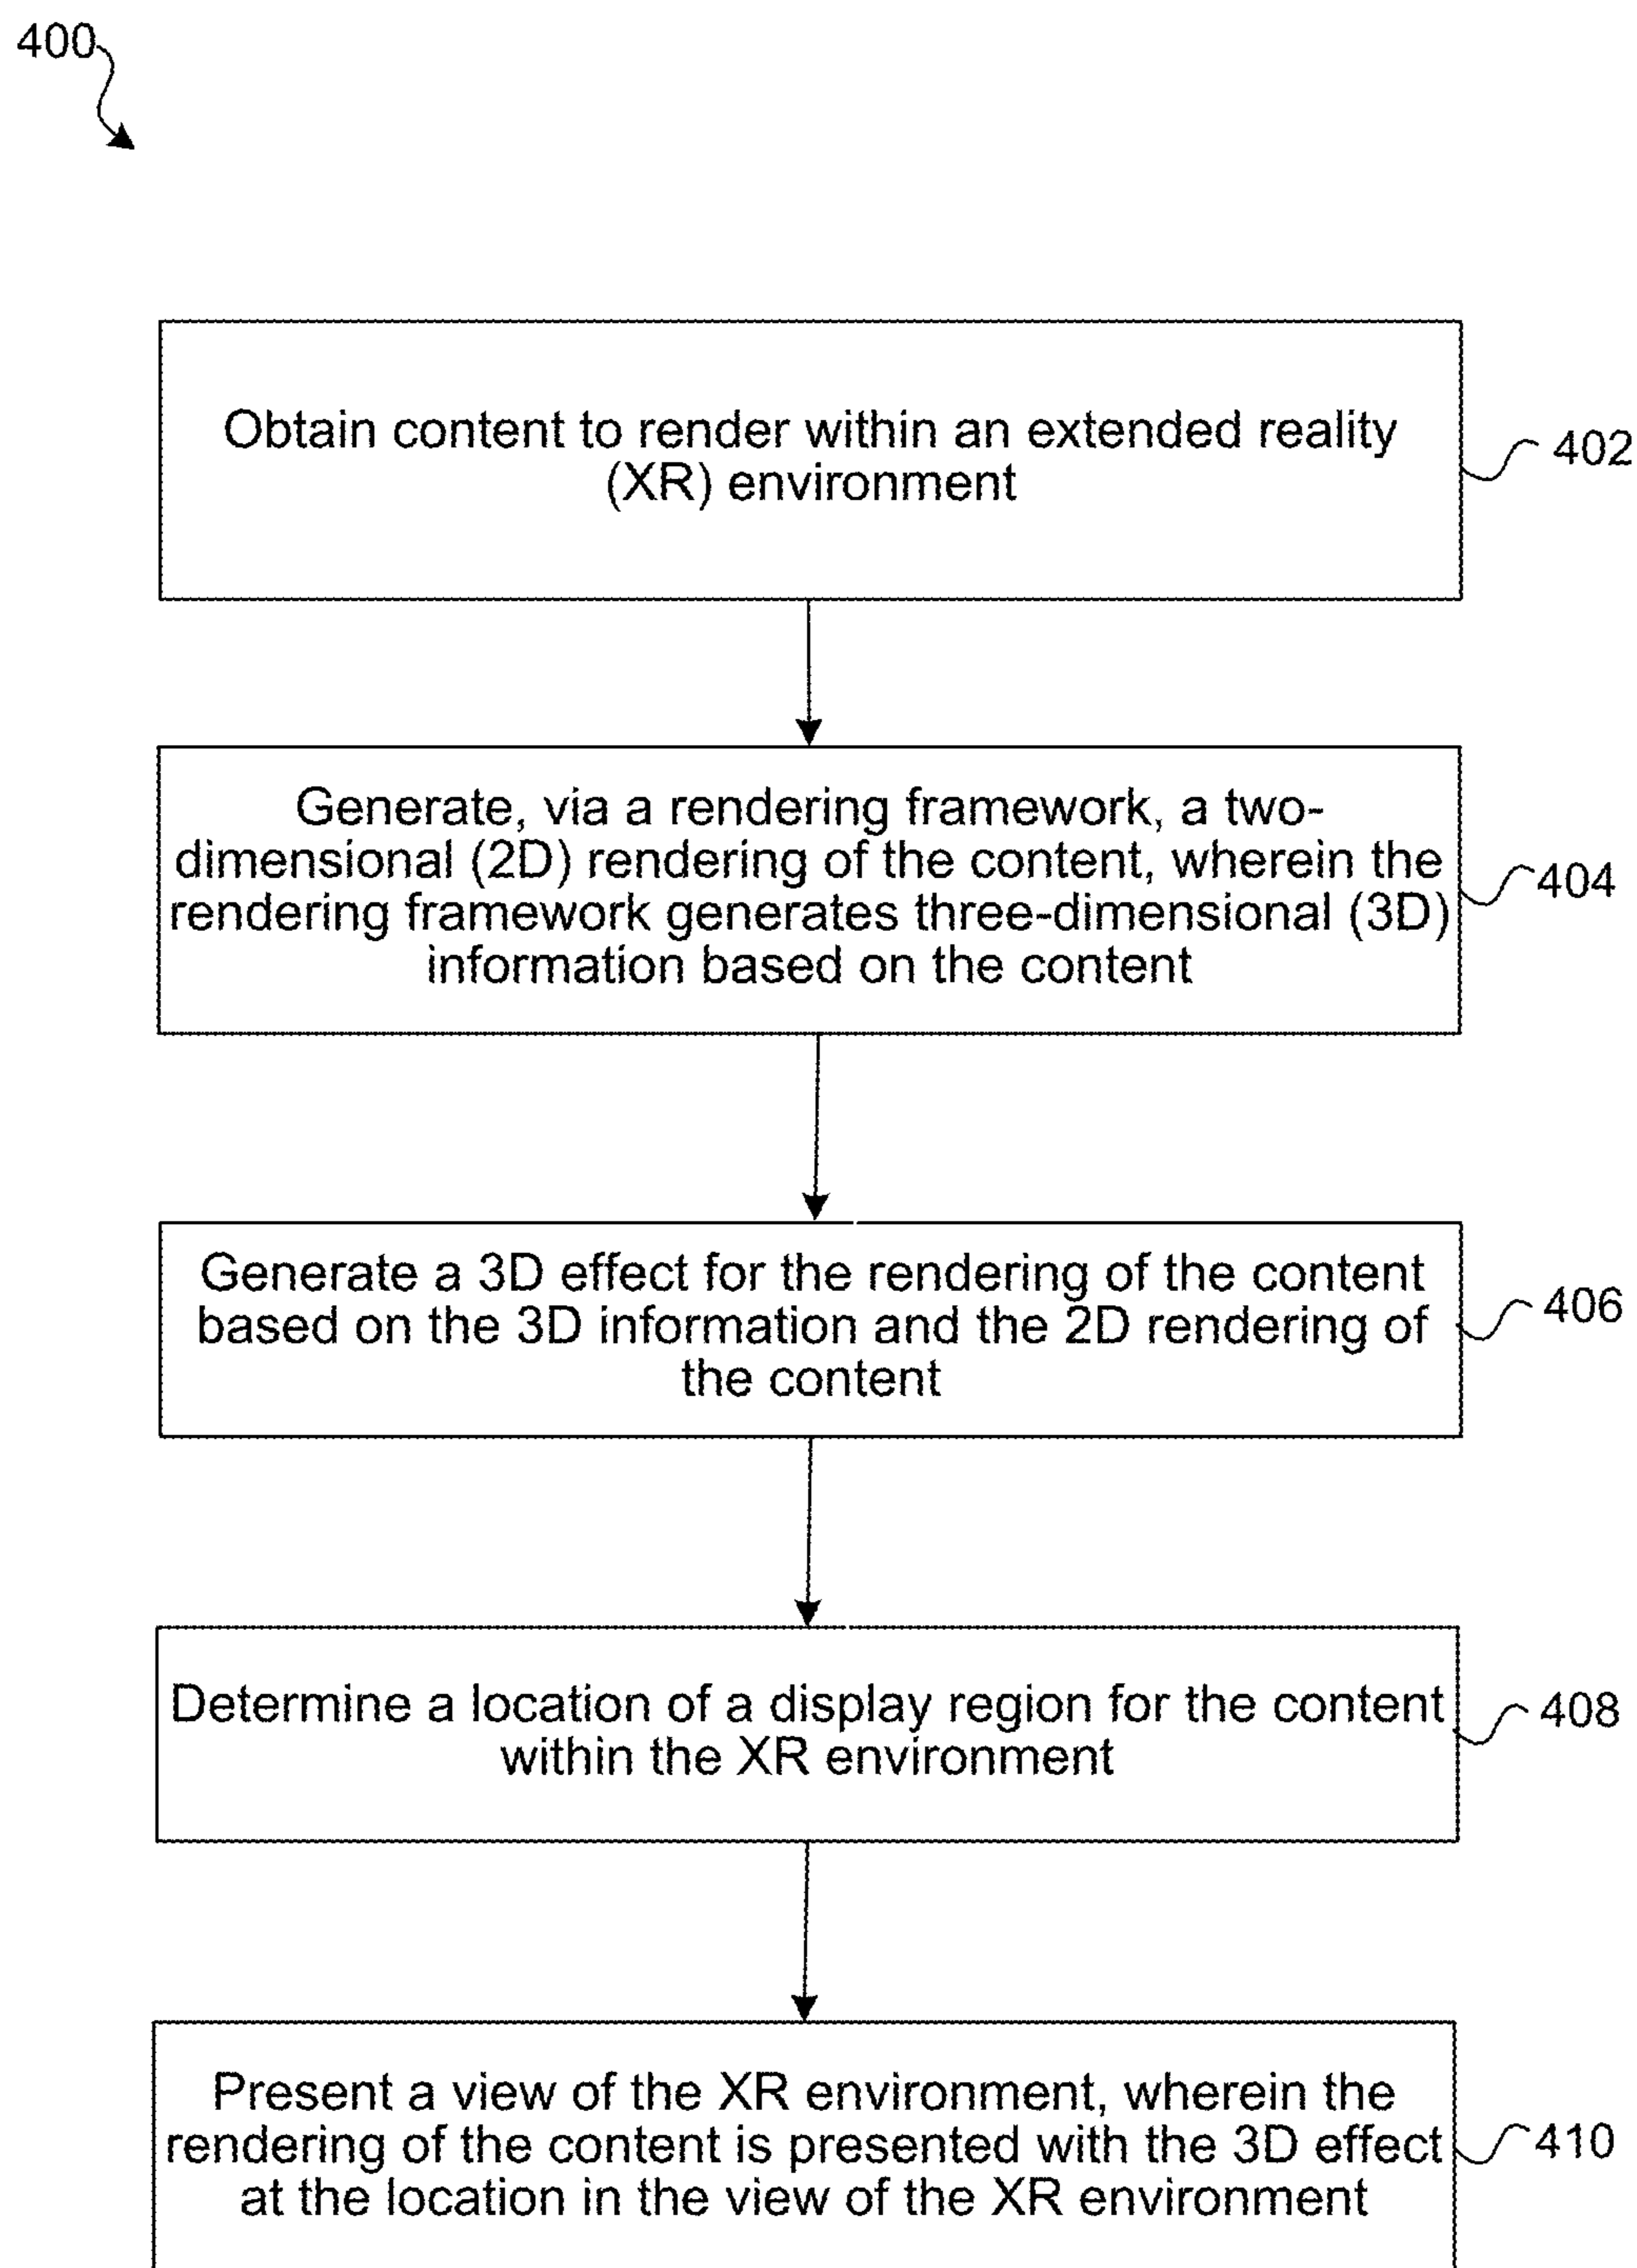 400
Obtain content to render within an extended reality
(XR) environment
402
Generate, via a rendering framework, a two-
dimensional (2D) rendering of the content, wherein the
rendering framework generates three-dimensional (3D)
information based on the content
404
Generate a 3D effect for the rendering of the content
based on the 3D information and the 2D rendering of
the content
406
Determine a location of a display region for the content
within the XR environment
408
Present a view of the XR environment, wherein the
rendering of the content is presented with the 3D effect
at the location in the view of the XR environment
410